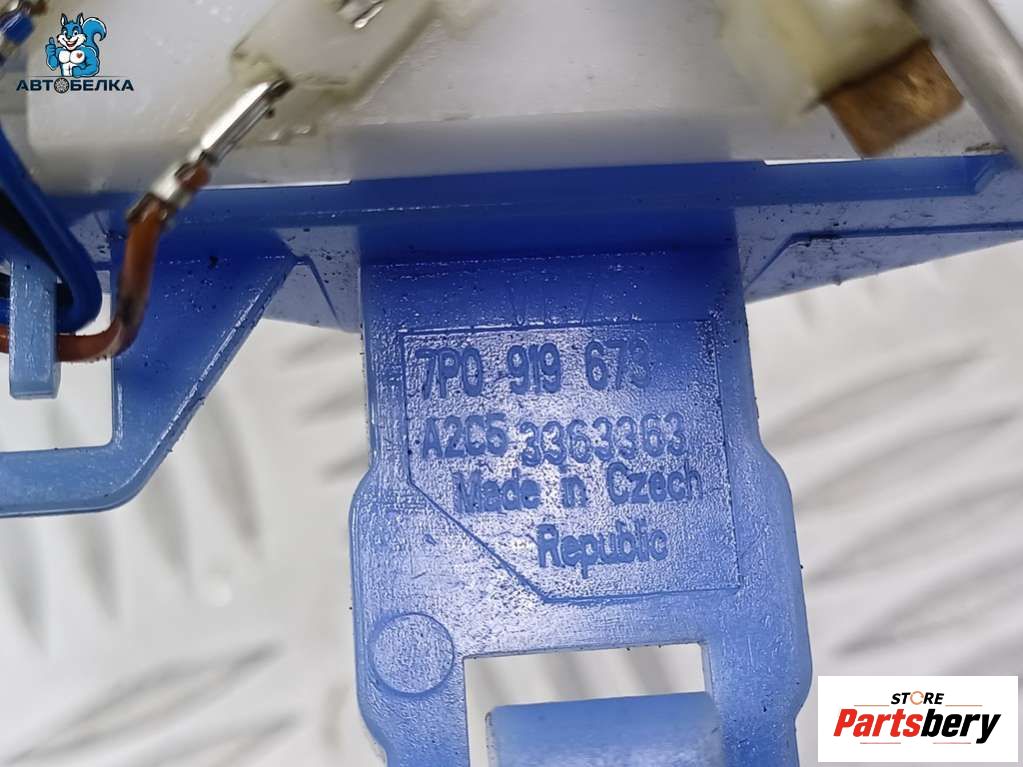 АВТОБЕЛКА
7P0 919 673
A2C5 3363363
Made in Czech
Republic
STORE
Partsbery